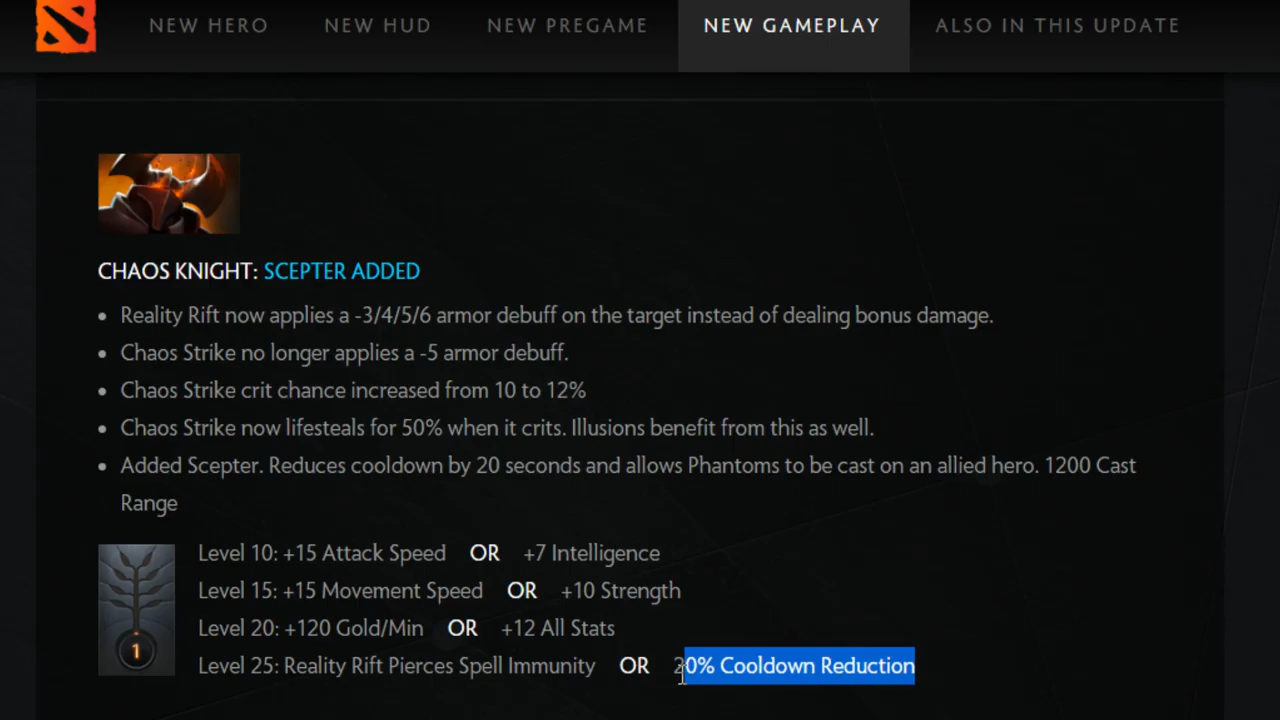 NEW HERO NEW HUD NEW PREGAME NEW GAMEPLAY ALSO IN THIS UPDATE
CHAOS KNIGHT: SCEPTER ADDED
• Reality Rift now applies a -3/4/5/6 armor debuff on the target instead of dealing bonus damage.
• Chaos Strike no longer applies a -5 armor debuff.
• Chaos Strike crit chance increased from 10 to 12%
• Chaos Strike now lifesteals for 50% when it crits. Illusions benefit from this as well.
• Added Scepter. Reduces cooldown by 20 seconds and allows Phantoms to be cast on an allied hero. 1200 Cast
Range
Level 10: +15 Attack Speed OR +7 Intelligence
Level 15: +15 Movement Speed OR +10 Strength
Level 20: +120 Gold/Min OR +12 All Stats
1
Level 25: Reality Rift Pierces Spell Immunity OR 20% Cooldown Reduction